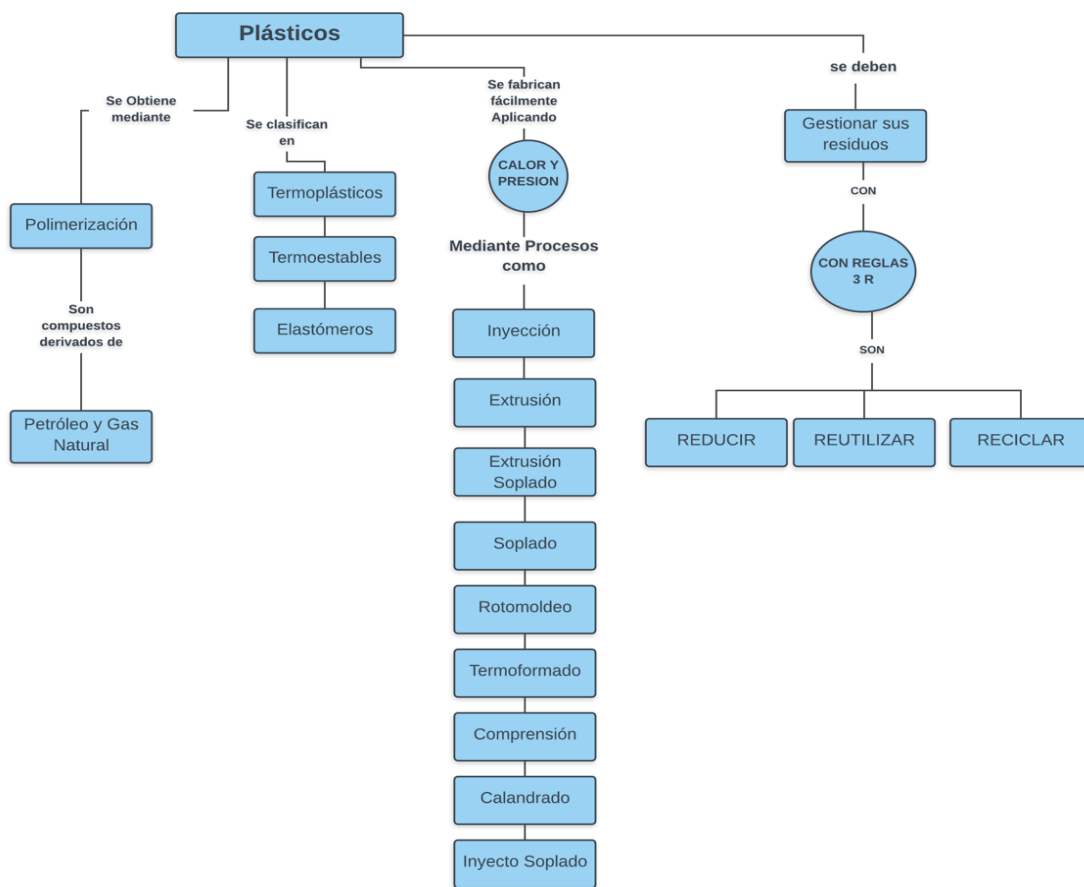 Plásticos
Se Obtiene
mediante
Polimerización
Son
compuestos
derivados de
Petróleo y Gas
Natural
Se clasifican
en
Termoplásticos
Termoestables
Elastómeros
Se fabrican
fácilmente
Aplicando
CALOR Y
PRESION
Mediante Procesos
como
Inyección
Extrusión
Extrusión
Soplado
Soplado
Rotomoldeo
Termoformado
Comprensión
Calandrado
Inyecto Soplado
se deben
Gestionar sus
residuos
CON
CON REGLAS
3 R
SON
REDUCIR
REUTILIZAR
RECICLAR